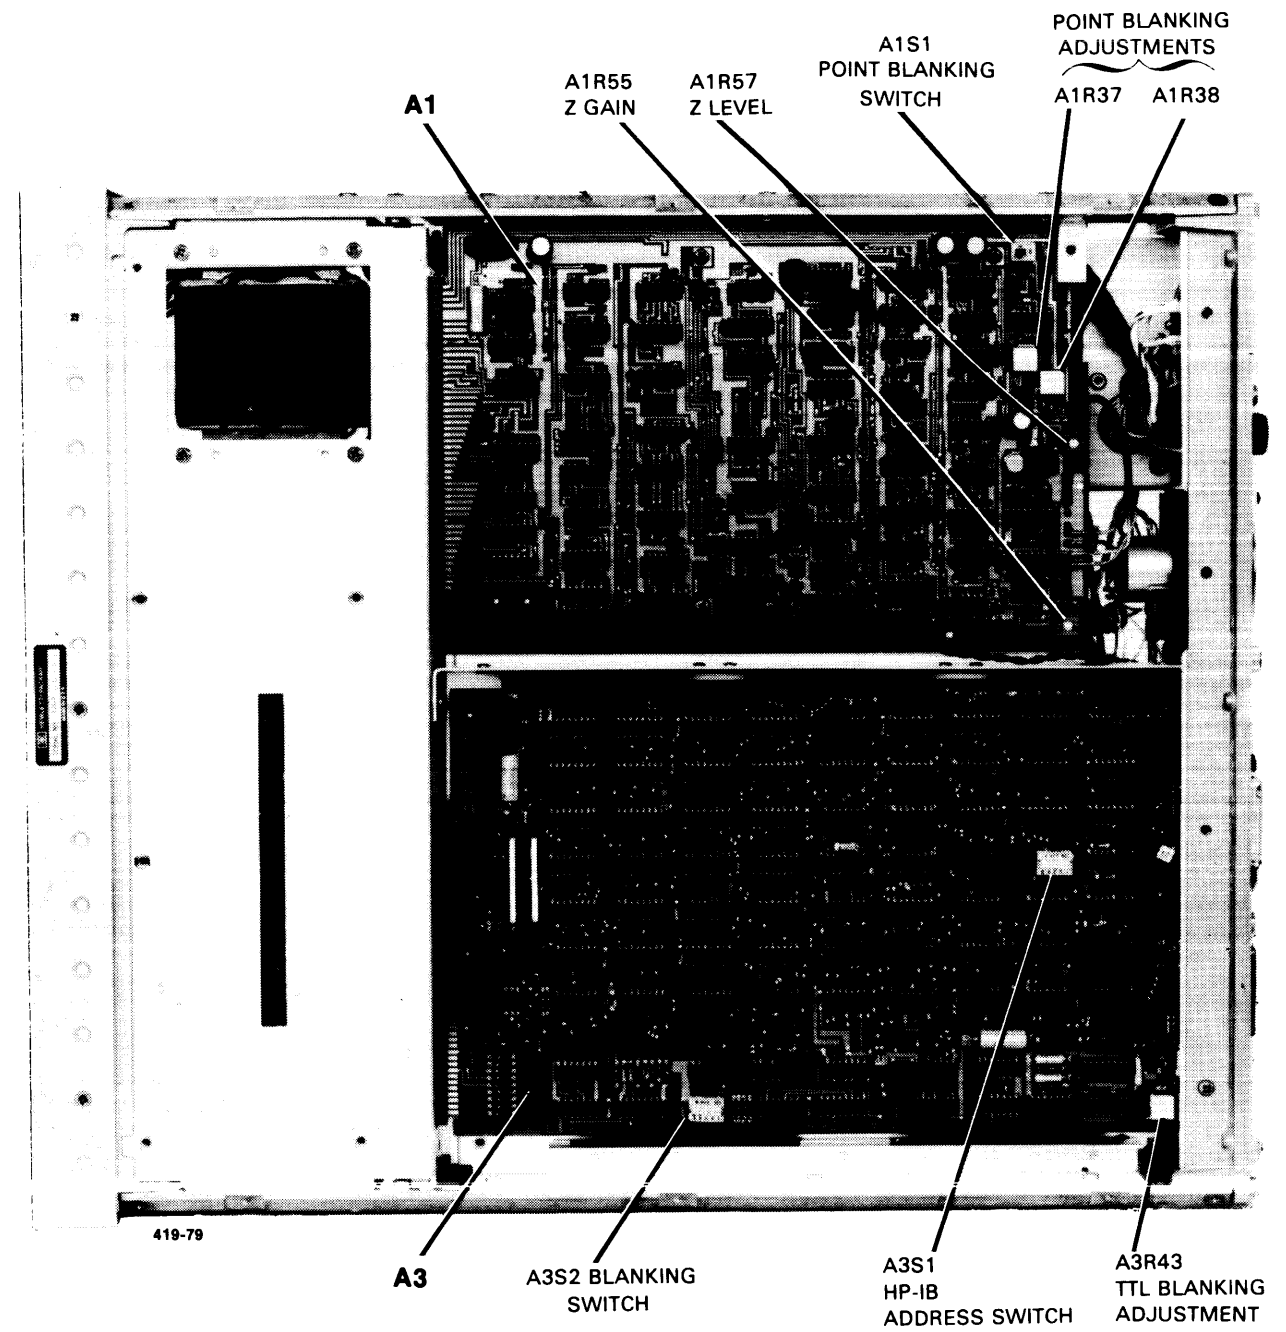 POINT BLANKING
ADJUSTMENTS
A1S1
POINT BLANKING
SWITCH
A1R55
Z GAIN
A1R57
Z LEVEL
A1R37
A1R38
A1
419-79
A3
A3S2 BLANKING
SWITCH
A3S1
HP-IB
ADDRESS SWITCH
A3R43
TTL BLANKING
ADJUSTMENT